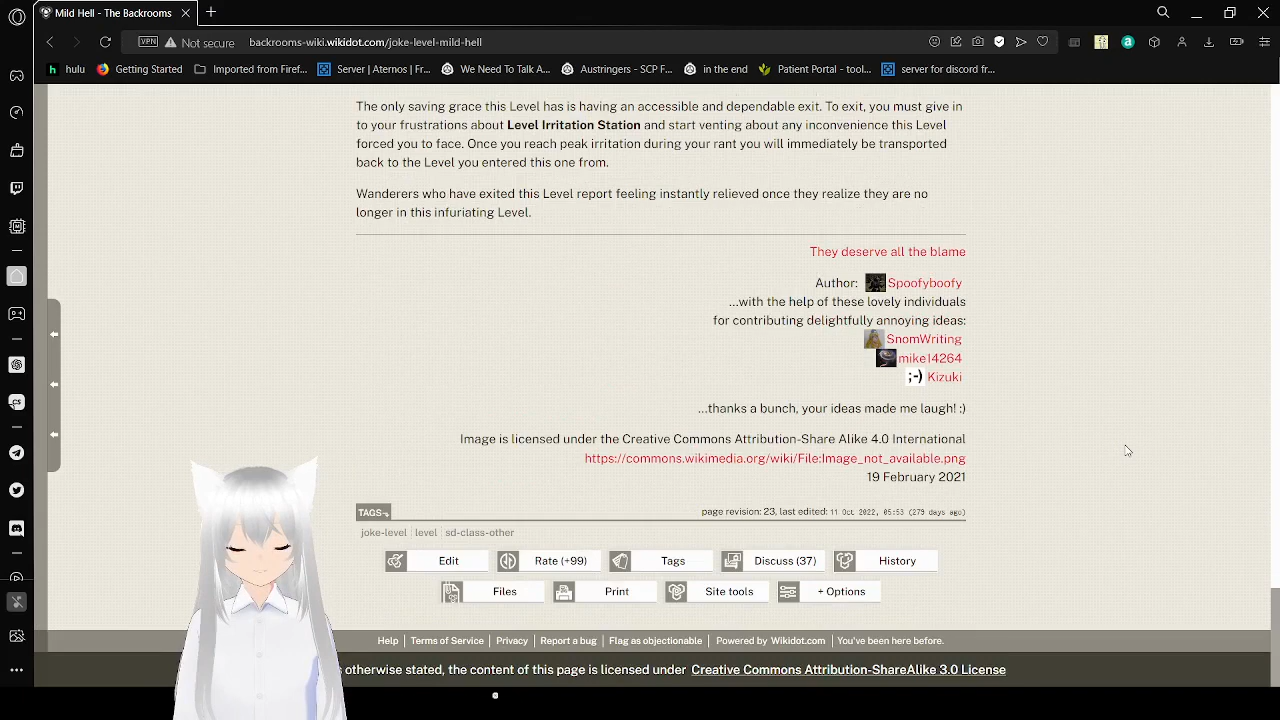 Mild Hell - The Backrooms
VPN Not secure backrooms-wiki.wikidot.com/joke-level-mild-hell
hulu Getting Started Imported from Firef... Server | Aternos | Fr... We Need To Talk A... Austringers - SCP F... in the end Patient Portal - tool... server for discord fr...
The only saving grace this Level has is having an accessible and dependable exit. To exit, you must give in
to your frustrations about Level Irritation Station and start venting about any inconvenience this Level
forced you to face. Once you reach peak irritation during your rant you will immediately be transported
back to the Level you entered this one from.
Wanderers who have exited this Level report feeling instantly relieved once they realize they are no
longer in this infuriating Level.
They deserve all the blame
Author: Spoofyboofy
...with the help of these lovely individuals
for contributing delightfully annoying ideas:
SnomWriting
mike14264
;-) Kizuki
...thanks a bunch, your ideas made me laugh! :)
Image is licensed under the Creative Commons Attribution-Share Alike 4.0 International
https://commons.wikimedia.org/wiki/File:Image_not_available.png
19 February 2021
TAGS page revision: 23, last edited: 11 Oct 2022, 05:53 (279 days ago)
joke-level level sd-class-other
Edit Rate (+99) Tags Discuss (37) History
Files Print Site tools + Options
Help | Terms of Service | Privacy | Report a bug | Flag as objectionable | Powered by Wikidot.com | You've been here before.
otherwise stated, the content of this page is licensed under Creative Commons Attribution-ShareAlike 3.0 License